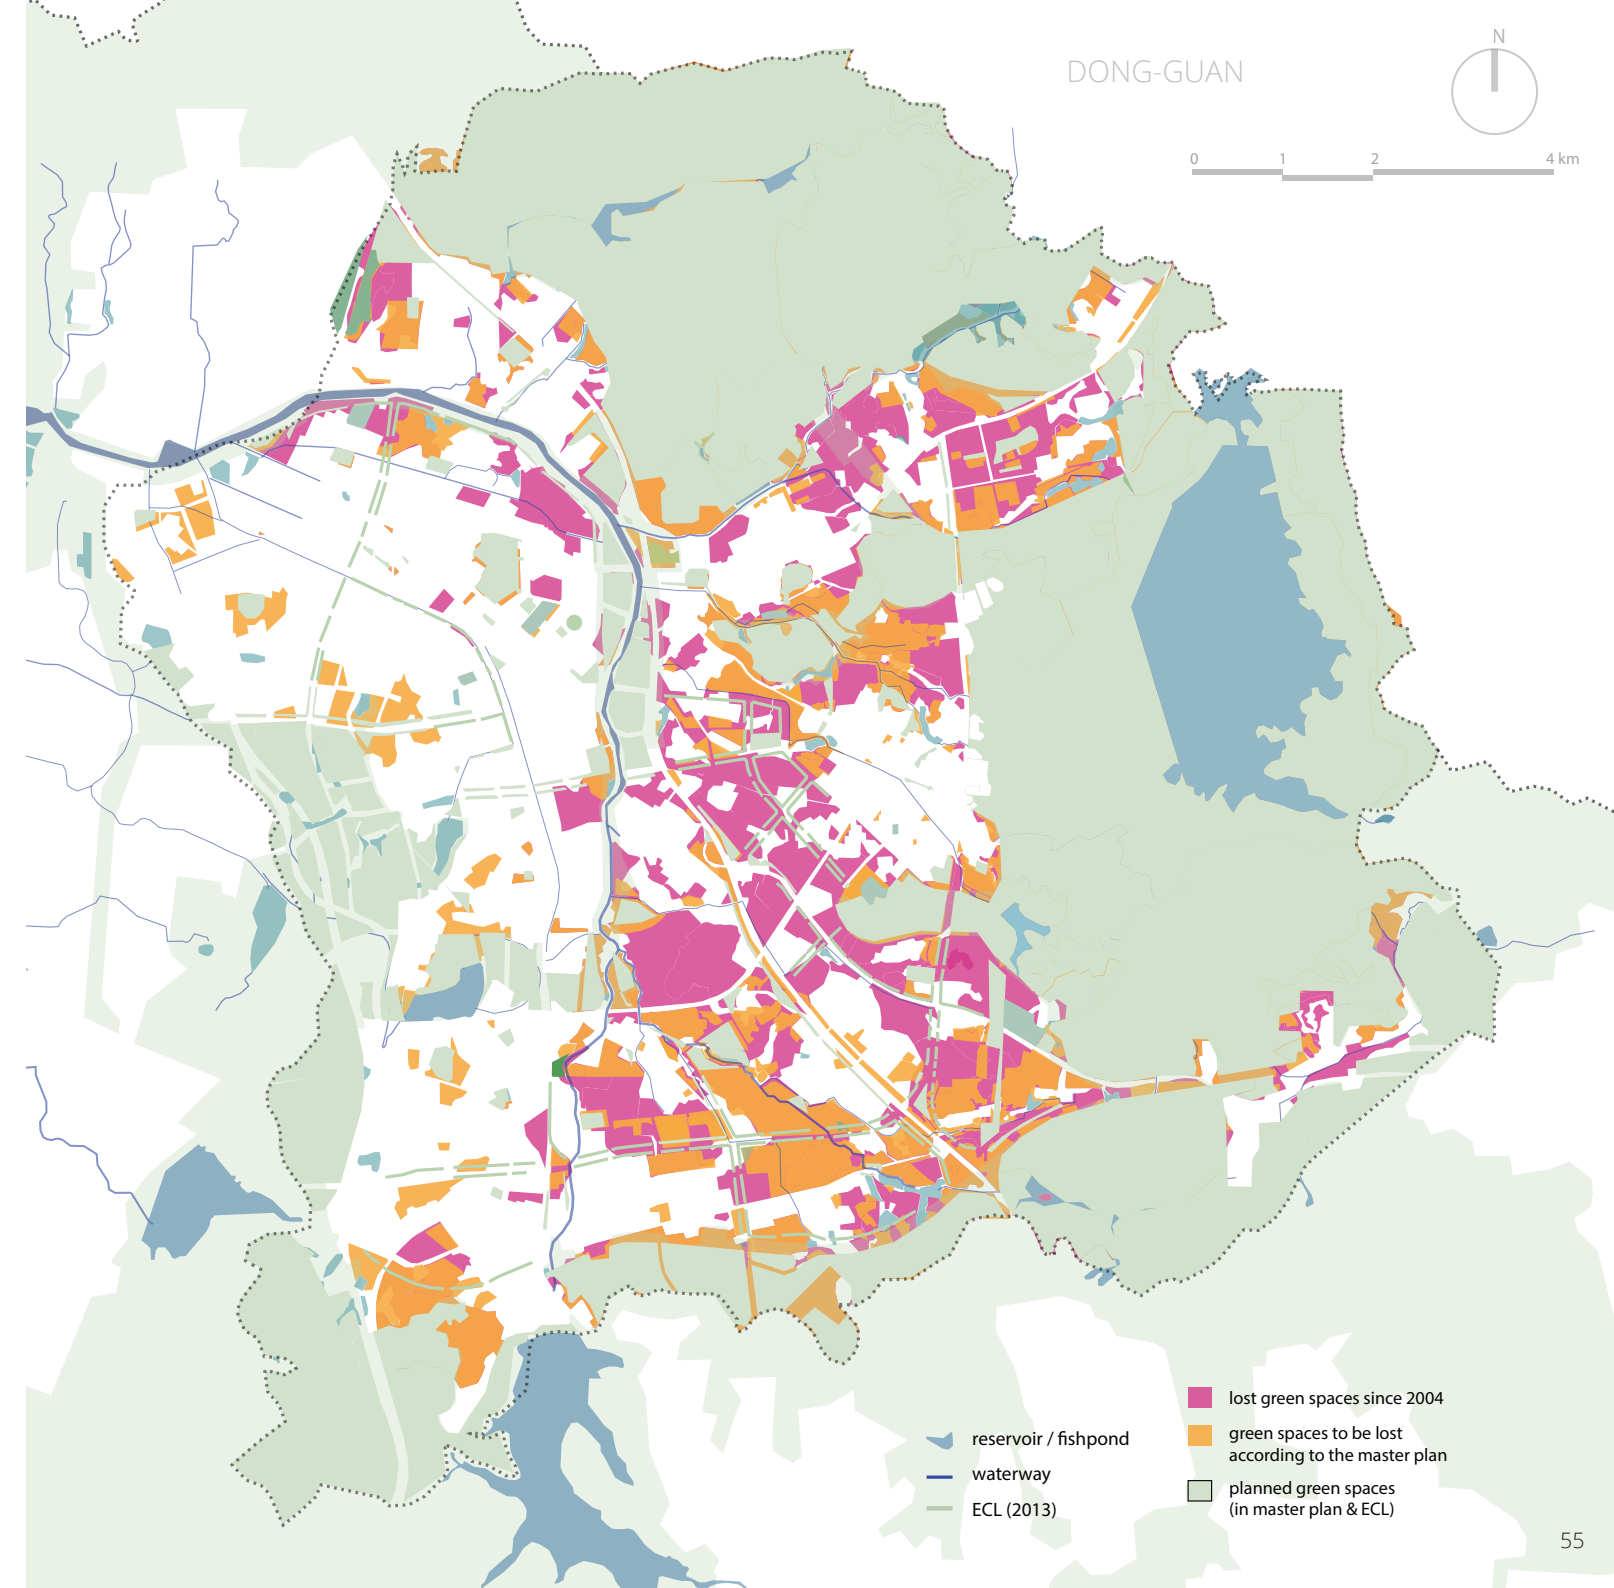 N
DONG-GUAN
0 1 2 4 km
lost green spaces since 2004
green spaces to be lost
according to the master plan
planned green spaces
(in master plan & ECL)
reservoir / fishpond
waterway
ECL (2013)
55